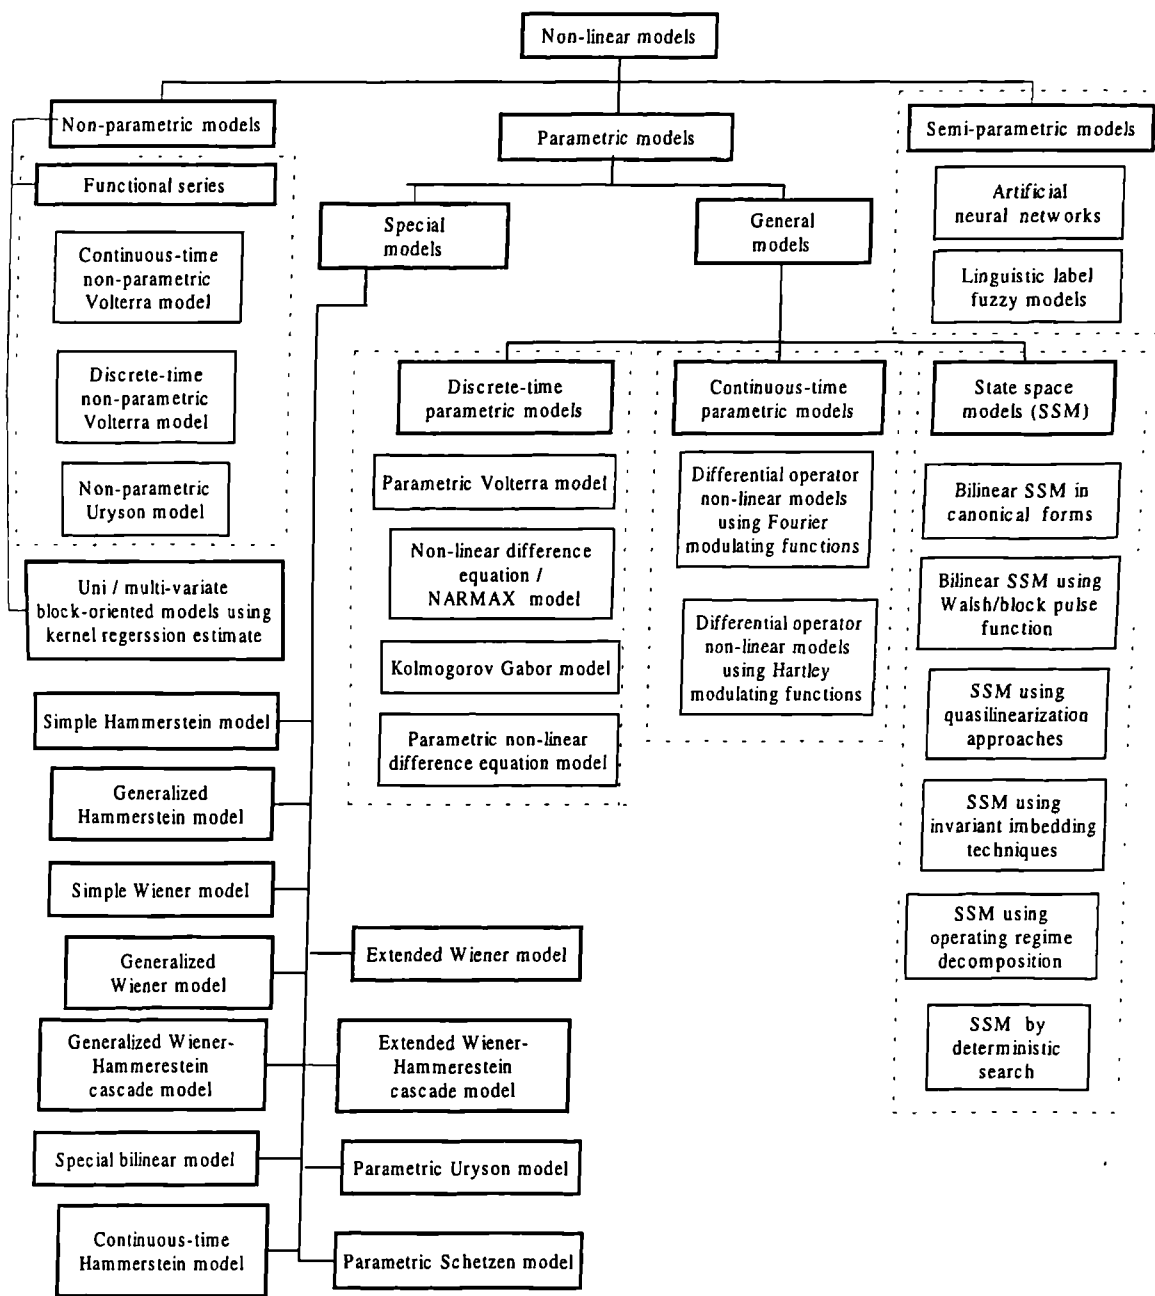 Non-linear models
Non-parametric models
Parametric models
Semi-parametric models
Functional series
Continuous-time
non-parametric
Volterra model
Discrete-time
non-parametric
Volterra model
Non-parametric
Uryson model
Uni / multi-variate
block-oriented models using
kernel regerssion estimate
Special
models
General
models
Artificial
neural networks
Linguistic label
fuzzy models
Discrete-time
parametric models
Parametric Volterra model
Non-linear difference
equation /
NARMAX model
Kolmogorov Gabor model
Parametric non-linear
difference equation model
Continuous-time
parametric models
Differential operator
non-linear models
using Fourier
modulating functions
Differential operator
non-linear models
using Hartley
modulating functions
State space
models (SSM)
Bilinear SSM in
canonical forms
Bilinear SSM using
Walsh/block pulse
function
SSM using
quasilinearization
approaches
SSM using
invariant imbedding
techniques
SSM using
operating regime
decomposition
SSM by
deterministic
search
Simple Hammerstein model
Generalized
Hammerstein model
Simple Wiener model
Generalized
Wiener model
Generalized Wiener-
Hammerestein
cascade model
Special bilinear model
Continuous-time
Hammerstein model
Extended Wiener model
Extended Wiener-
Hammerestein
cascade model
Parametric Uryson model
Parametric Schetzen model